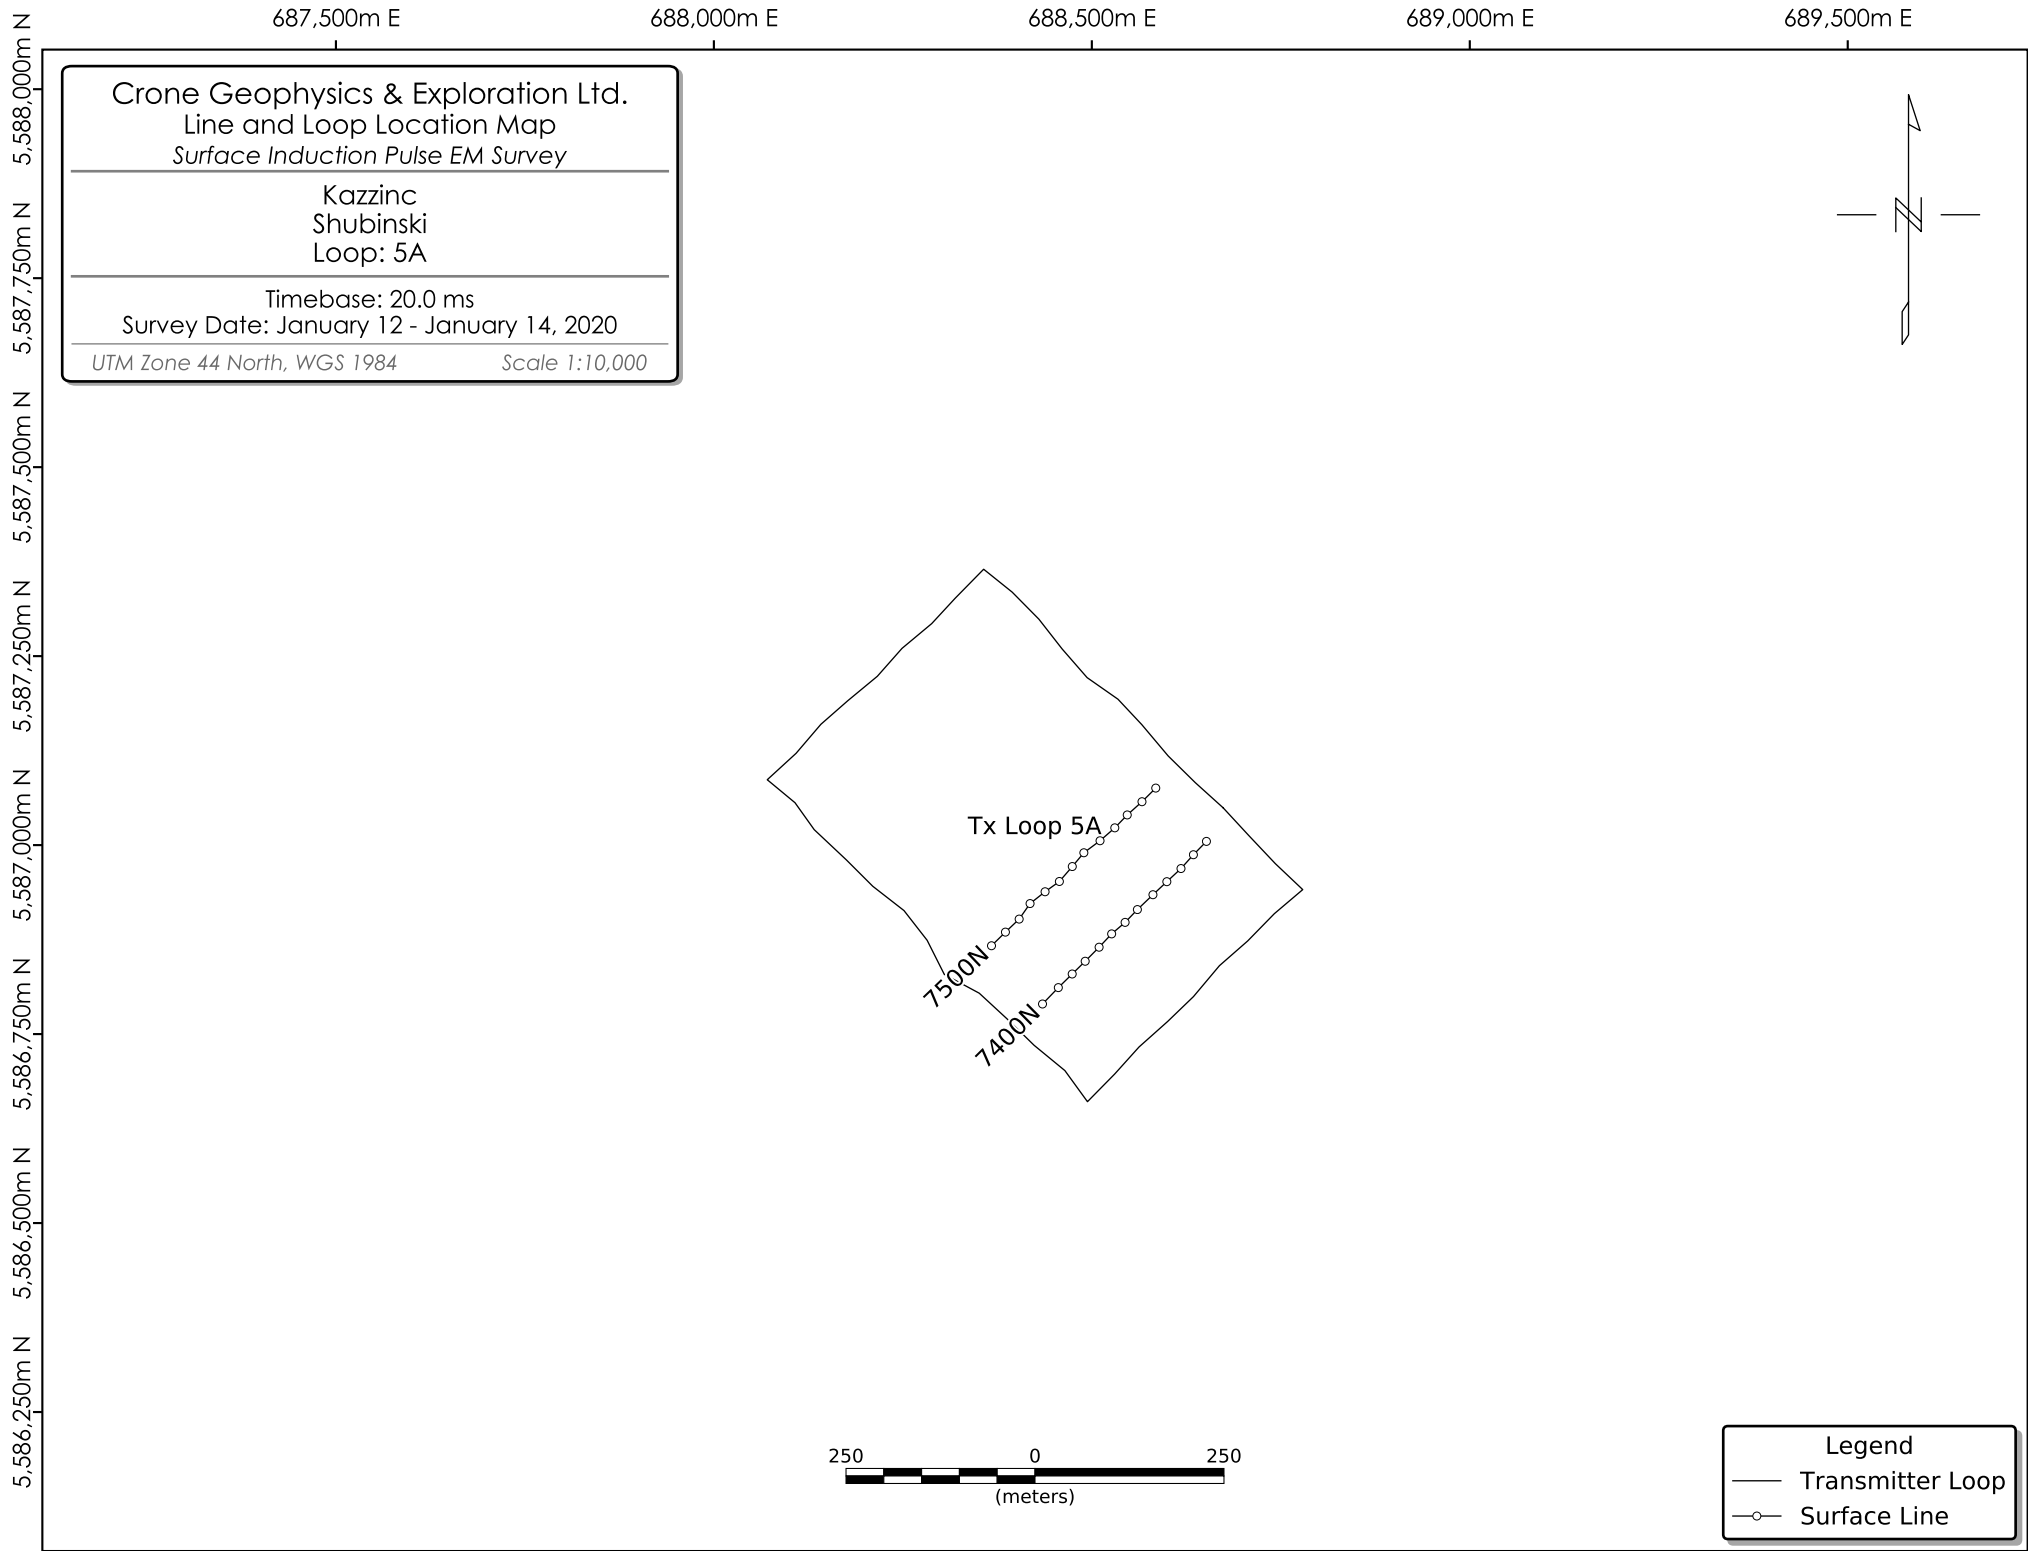 687,500m E 688,000m E 688,500m E 689,000m E 689,500m E
5,588,000m N
5,587,750m N
5,587,500m N
5,587,250m N
5,587,000m N
5,586,750m N
5,586,500m N
5,586,250m N
Crone Geophysics & Exploration Ltd.
Line and Loop Location Map
Surface Induction Pulse EM Survey
Kazzinc
Shubinski
Loop: 5A
Timebase: 20.0 ms
Survey Date: January 12 - January 14, 2020
UTM Zone 44 North, WGS 1984 Scale 1:10,000
N
Tx Loop 5A
7500N
7400N
250 0 250
(meters)
Legend
Transmitter Loop
Surface Line